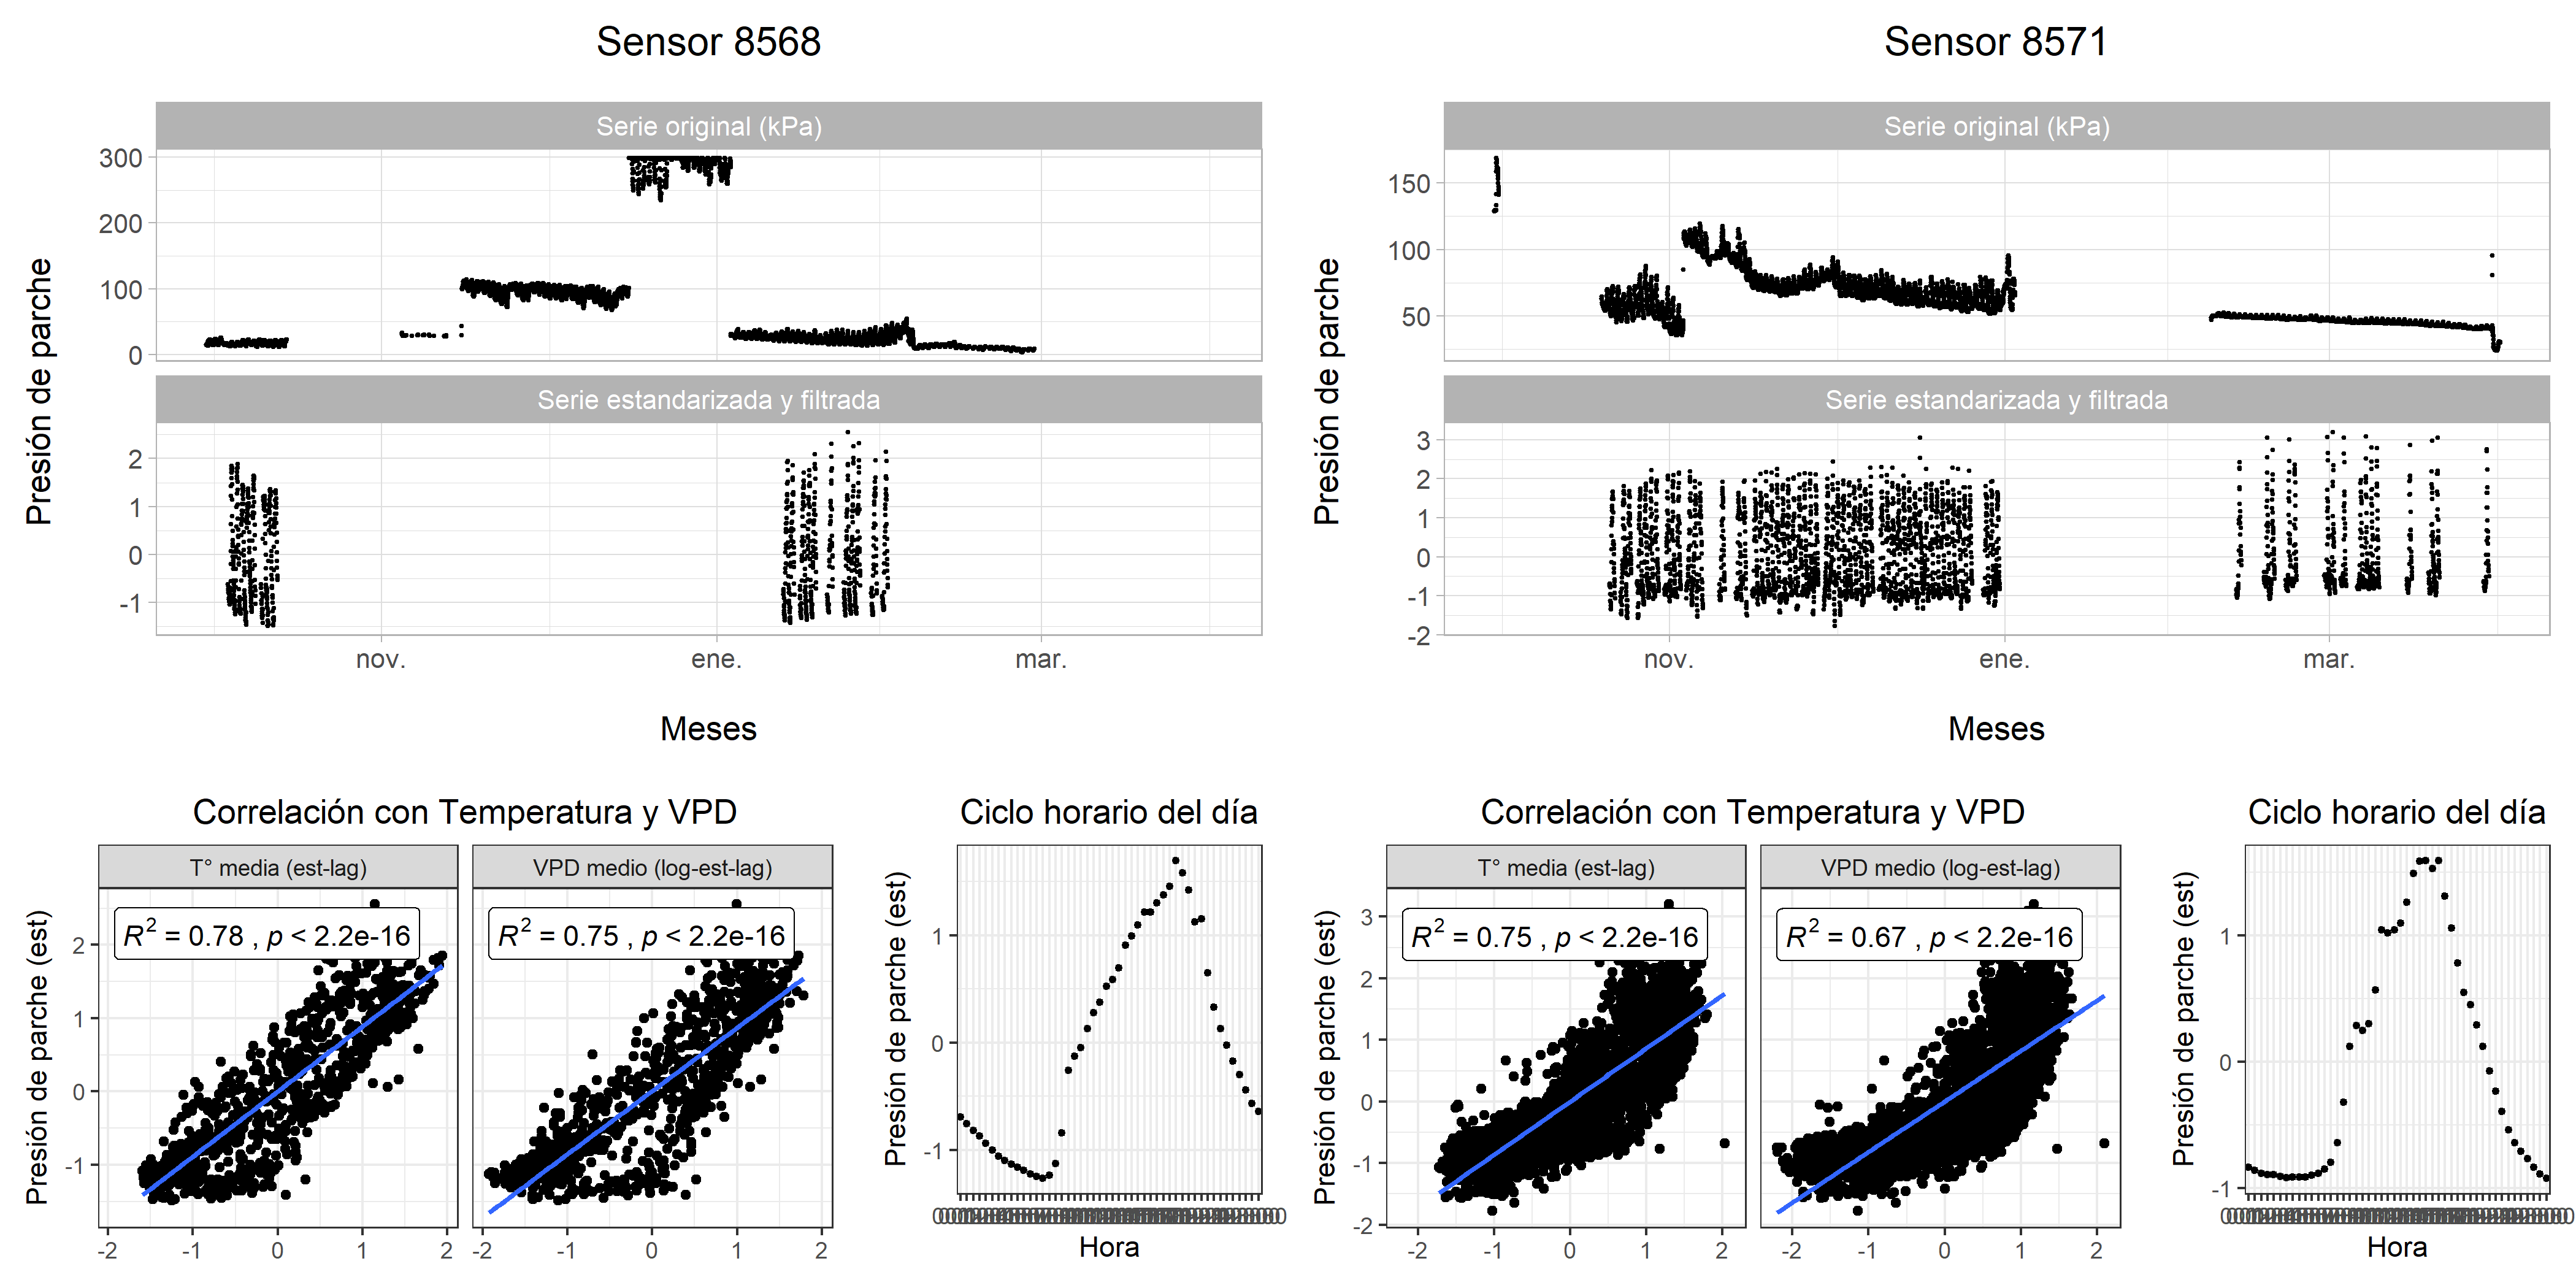 Sensor 8568
Serie original (kPa)
300
200
100
0
Serie estandarizada y filtrada
2
1
0
-1
Presión de parche
nov.
ene.
mar.
Meses
Correlación con Temperatura y VPD
T° media (est-lag)
VPD medio (log-est-lag)
R² = 0.78 , p < 2.2e-16
R² = 0.75 , p < 2.2e-16
2
1
0
-1
Presión de parche (est)
-2 -1 0 1 2
-2 -1 0 1 2
Ciclo horario del día
1
0
-1
Presión de parche (est)
Hora
Sensor 8571
Serie original (kPa)
150
100
50
Serie estandarizada y filtrada
3
2
1
0
-1
-2
Presión de parche
nov.
ene.
mar.
Meses
Correlación con Temperatura y VPD
T° media (est-lag)
VPD medio (log-est-lag)
R² = 0.75 , p < 2.2e-16
R² = 0.67 , p < 2.2e-16
3
2
1
0
-1
-2
Presión de parche (est)
-2 -1 0 1 2
-2 -1 0 1 2
Ciclo horario del día
1
0
-1
Presión de parche (est)
Hora